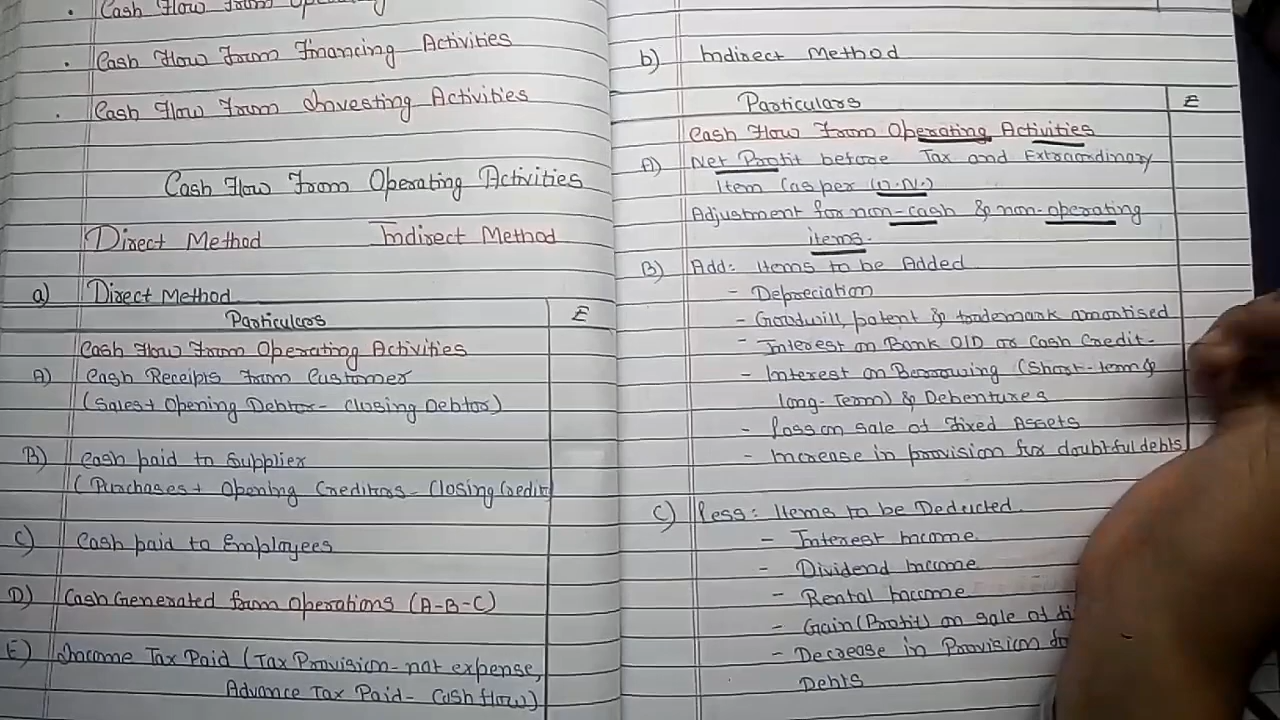 . Cash Flow From Operating
. Cash Flow From Financing Activities
. Cash Flow From Investing Activities
Cash Flow From Operating Activities
Direct Method Indirect Method
a) Direct Method
Particulars ₹
Cash Flow From Operating Activities
A) Cash Receipts from Customer
(Sales + Opening Debtor - Closing Debtor)
B) Cash paid to Supplier
(Purchases + Opening Creditors - Closing Credit
C) Cash paid to Employees
D) Cash Generated from Operations (A-B-C)
E) Income Tax Paid (Tax Provision - not expense,
Advance Tax Paid - Cash flow)
b) Indirect Method
Particulars ₹
Cash Flow From Operating Activities
A) Net Profit before Tax and Extraordinary
Item (as per W.N.)
Adjustment for non-cash & non-operating
items.
B) Add: Items to be Added
- Depreciation
- Goodwill, patent & trademark amortised
- Interest on Bank O/D or Cash Credit.
- Interest on Borrowing (Short-term &
long-Term) & Debentures
- Loss on sale of Fixed Assets
- Increase in provision for doubtful debts
C) Less: Items to be Deducted.
- Interest Income
- Dividend Income
- Rental Income
- Gain (Profit) on sale of fi
- Decrease in Provision
Debts